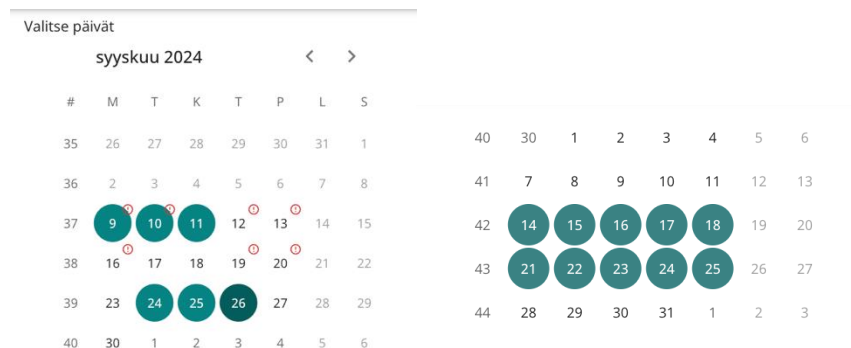 Valitse päivät
syyskuu 2024
# M T K T P L S
35 26 27 28 29 30 31 1
36 2 3 4 5 6 7 8
37 9 10 11 12 13 14 15
38 16 17 18 19 20 21 22
39 23 24 25 26 27 28 29
40 30 1 2 3 4 5 6
40 30 1 2 3 4 5 6
41 7 8 9 10 11 12 13
42 14 15 16 17 18 19 20
43 21 22 23 24 25 26 27
44 28 29 30 31 1 2 3